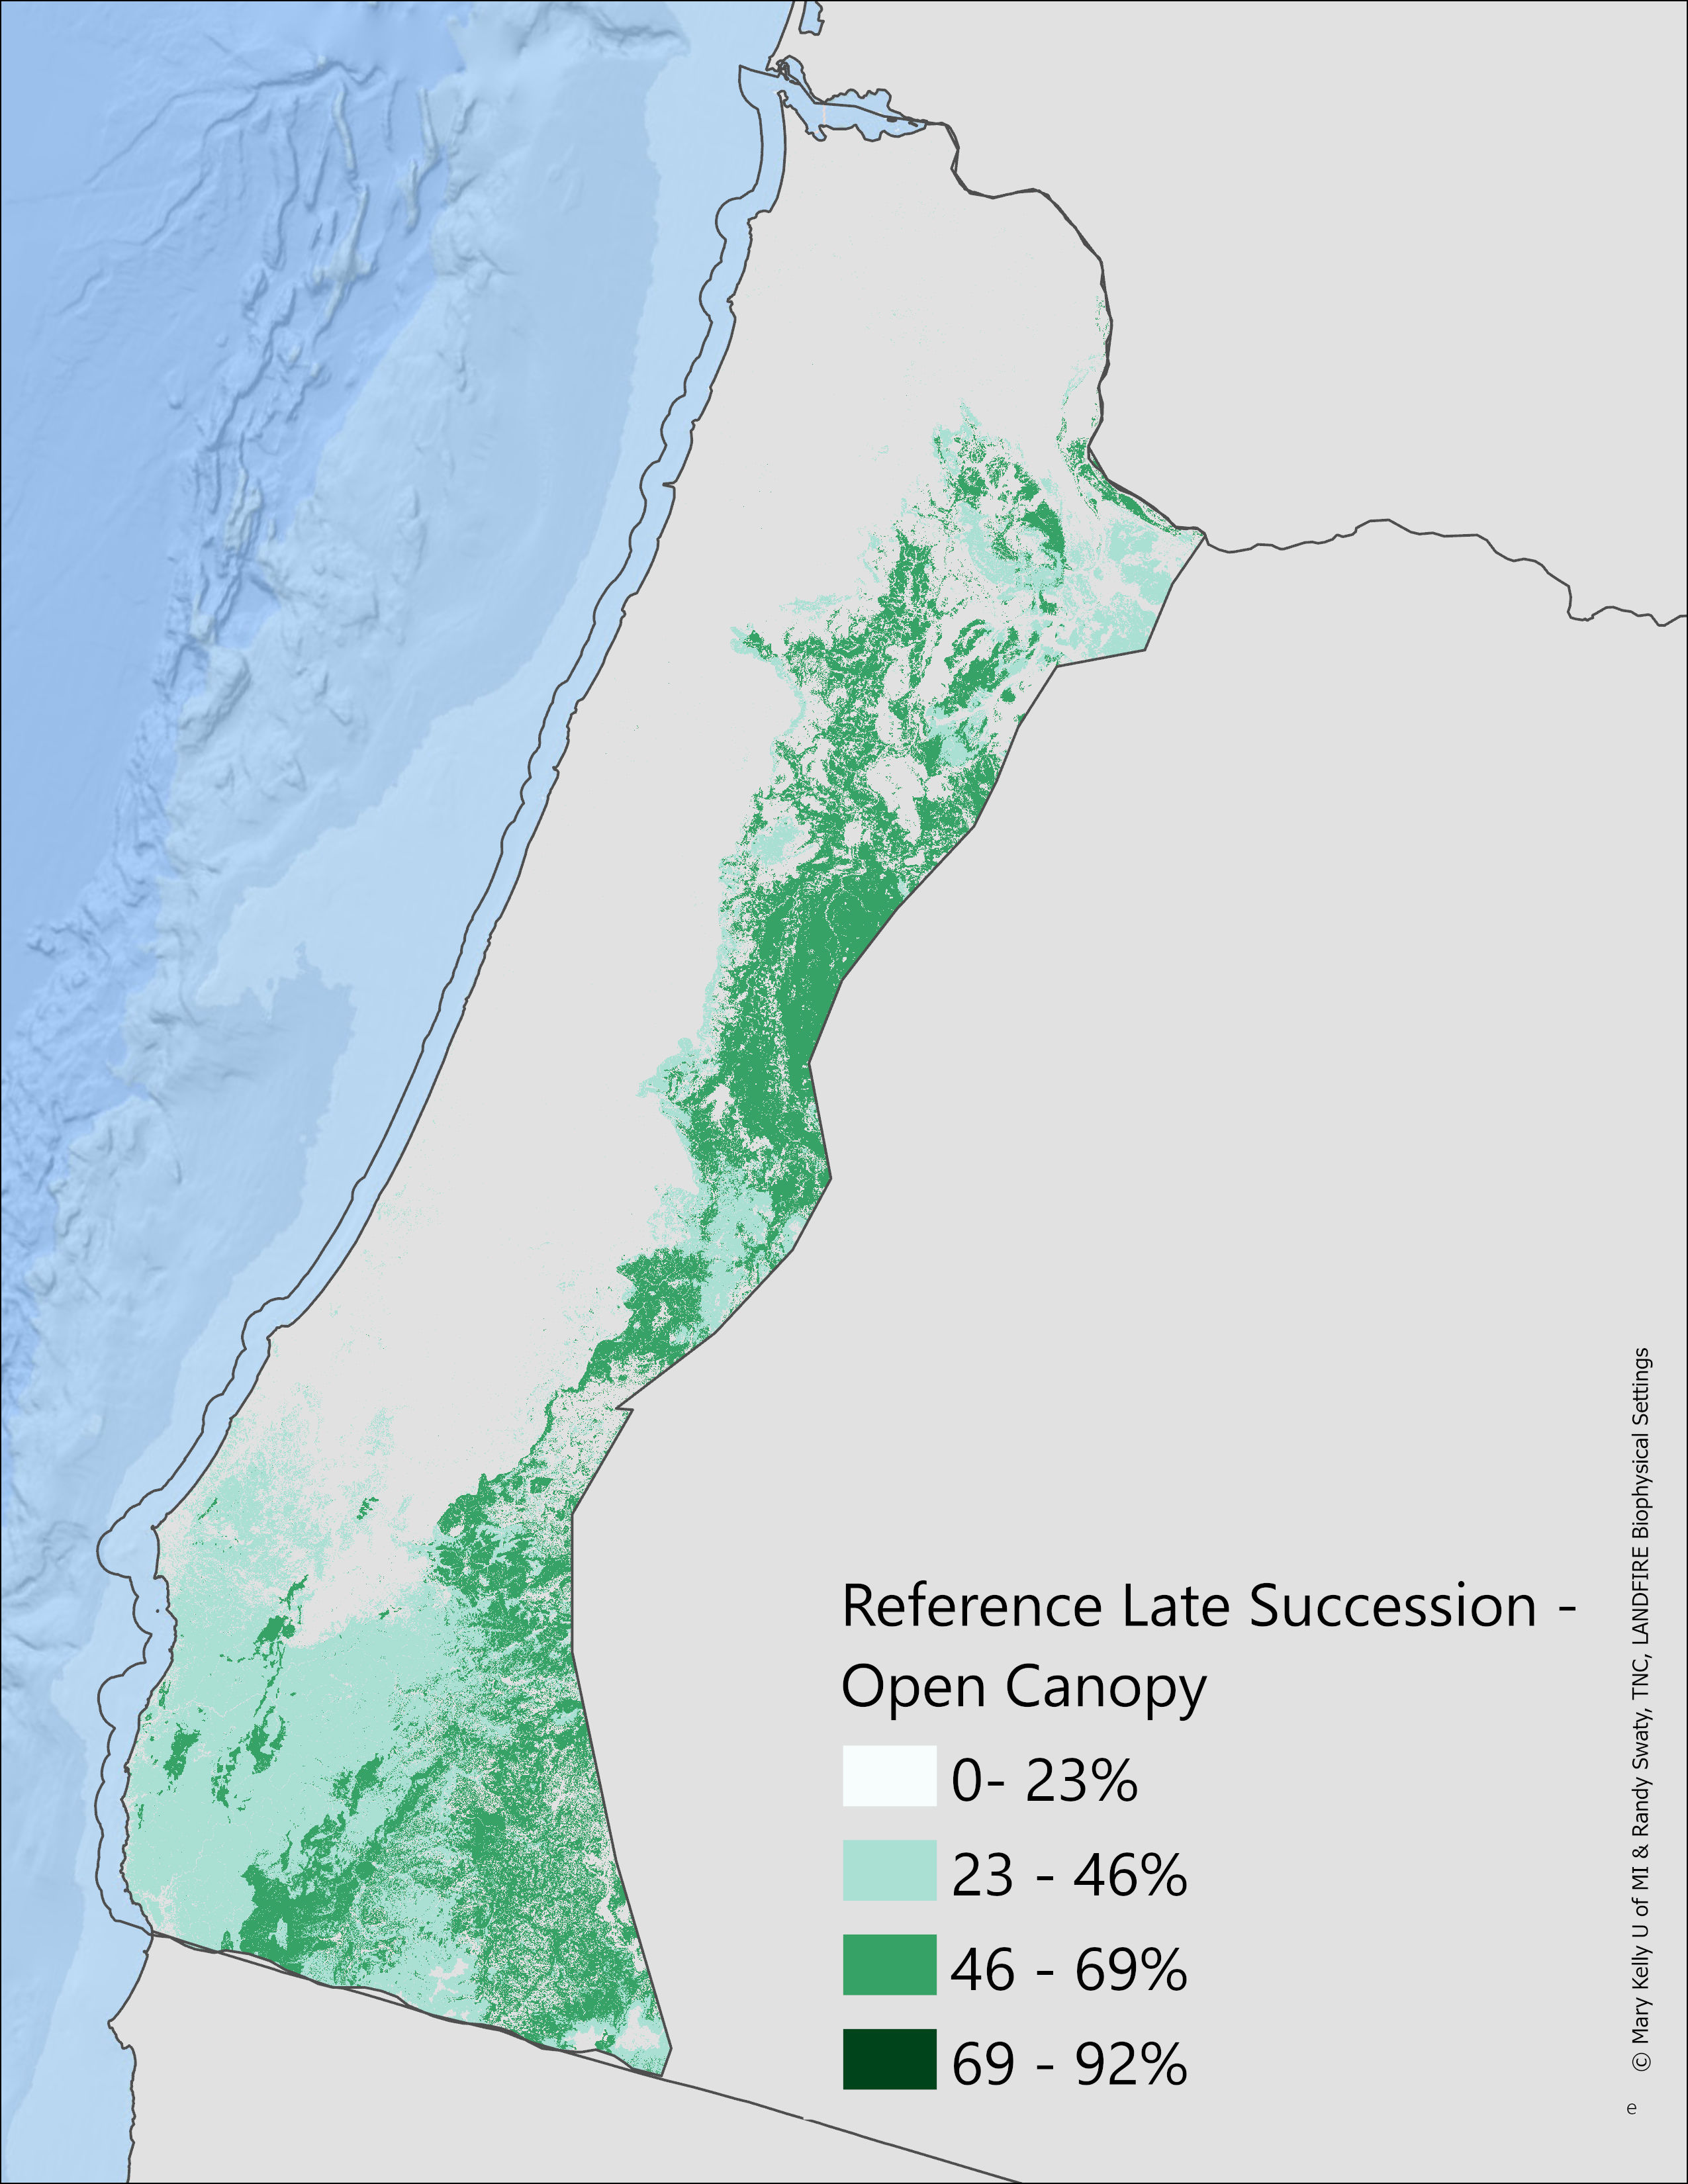 Reference Late Succession -
Open Canopy
0- 23%
23 - 46%
46 - 69%
69 - 92%
© Mary Kelly U of MI & Randy Swaty, TNC, LANDFIRE Biophysical Settings
e